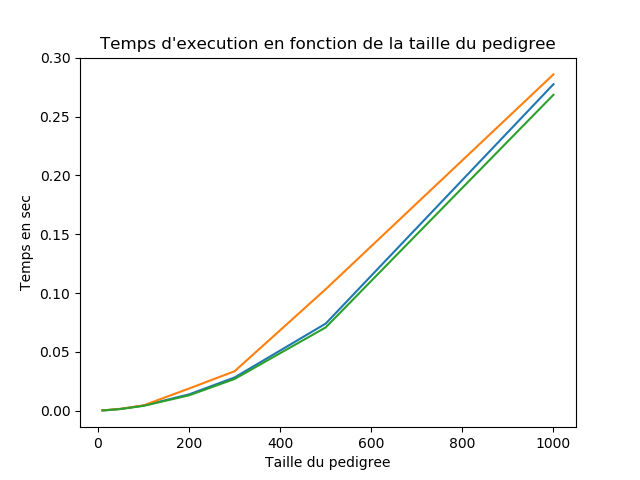 Temps d'execution en fonction de la taille du pedigree
0.30
0.25
0.20
0.15
0.10
0.05
0.00
Temps en sec
0 200 400 600 800 1000
Taille du pedigree